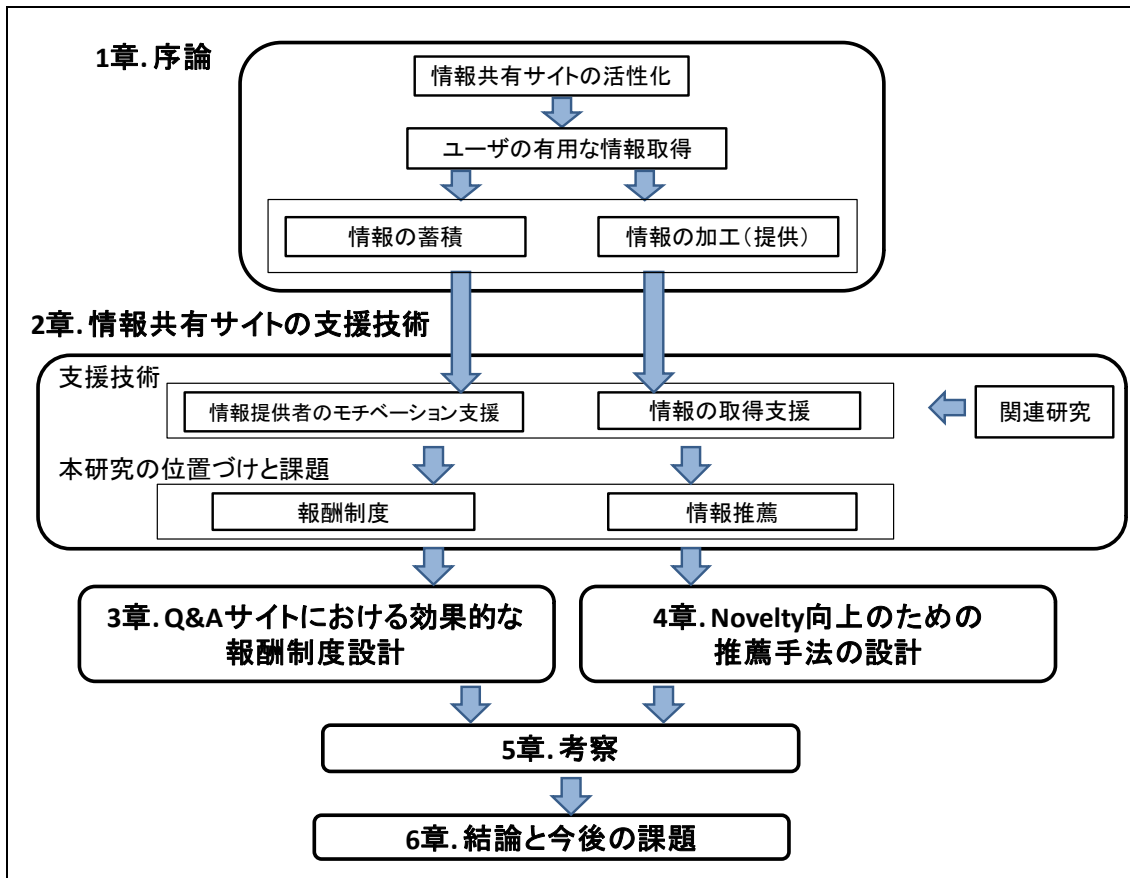 1章.序論
情報共有サイトの活性化
ユーザの有用な情報取得
情報の蓄積
情報の加工(提供)
2章.情報共有サイトの支援技術
支援技術
情報提供者のモチベーション支援
情報の取得支援
関連研究
本研究の位置づけと課題
報酬制度
情報推薦
3章.Q&Aサイトにおける効果的な
報酬制度設計
4章.Novelty向上のための
推薦手法の設計
5章.考察
6章.結論と今後の課題